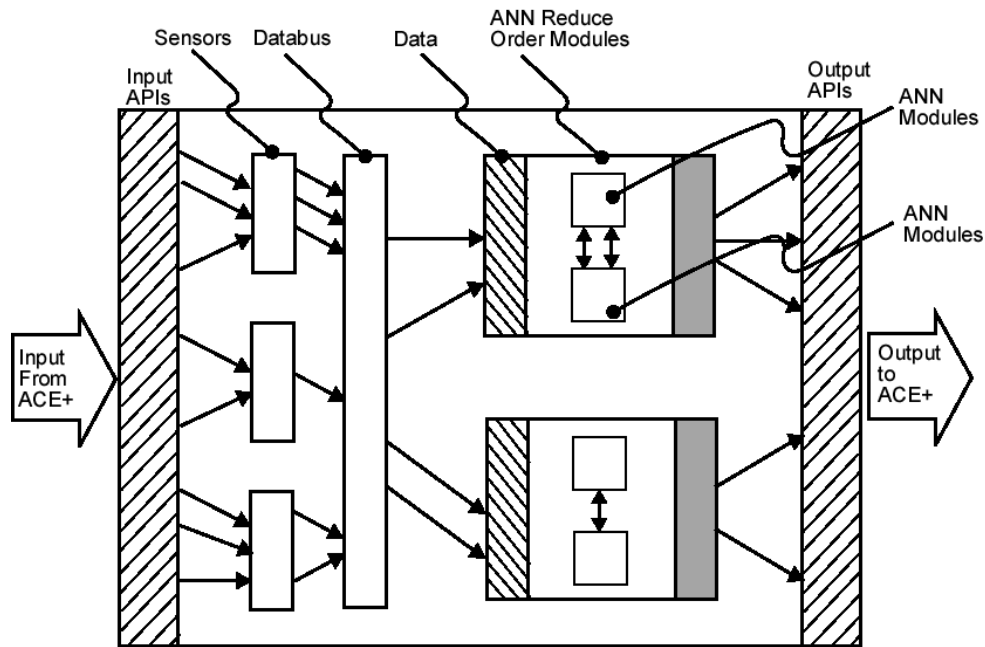 Sensors
Databus
Data
ANN Reduce
Order Modules
Input
APIs
Output
APIs
ANN
Modules
ANN
Modules
Input
From
ACE+
Output
to
ACE+